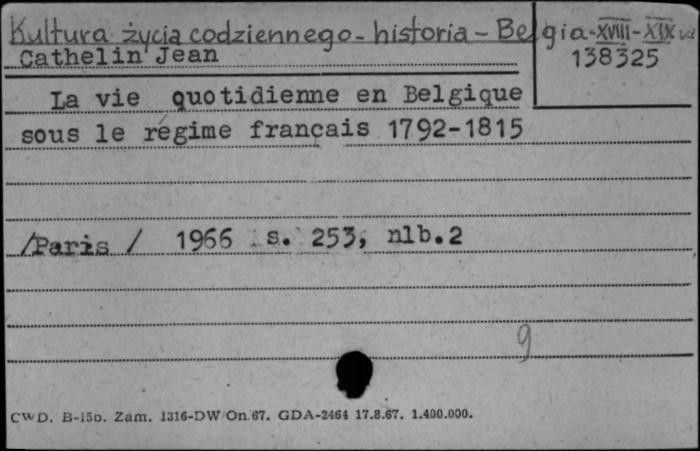 Kultura życia codziennego - historia - Belgia - XVIII - XIX w
Cathelin Jean
138325
La vie quotidienne en Belgique
sous le régime français 1792-1815
/Paris / 1966 s. 253, nlb.2
9
CWD. B-15b. Zam. 1316-DW/On/67. GDA-2464 17.8.67. 1.400.000.